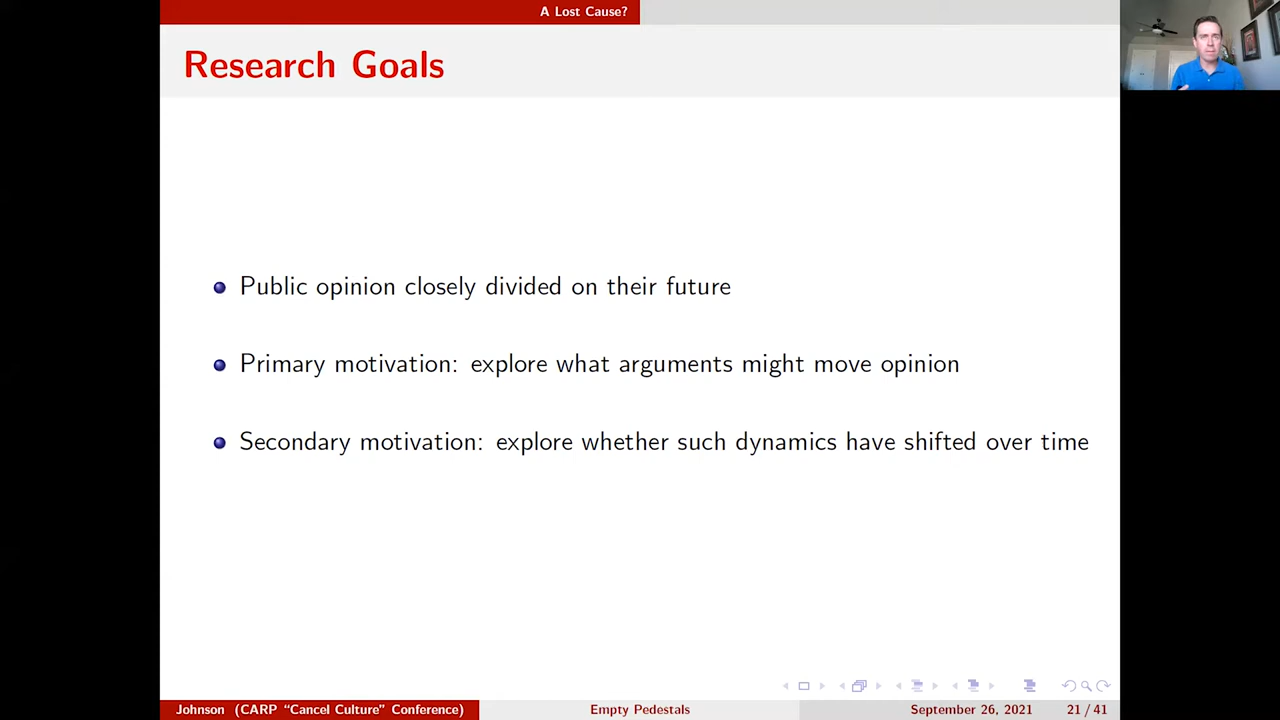 A Lost Cause?
Research Goals
Public opinion closely divided on their future
Primary motivation: explore what arguments might move opinion
Secondary motivation: explore whether such dynamics have shifted over time
Johnson (CARP “Cancel Culture” Conference)
Empty Pedestals
September 26, 2021
21 / 41